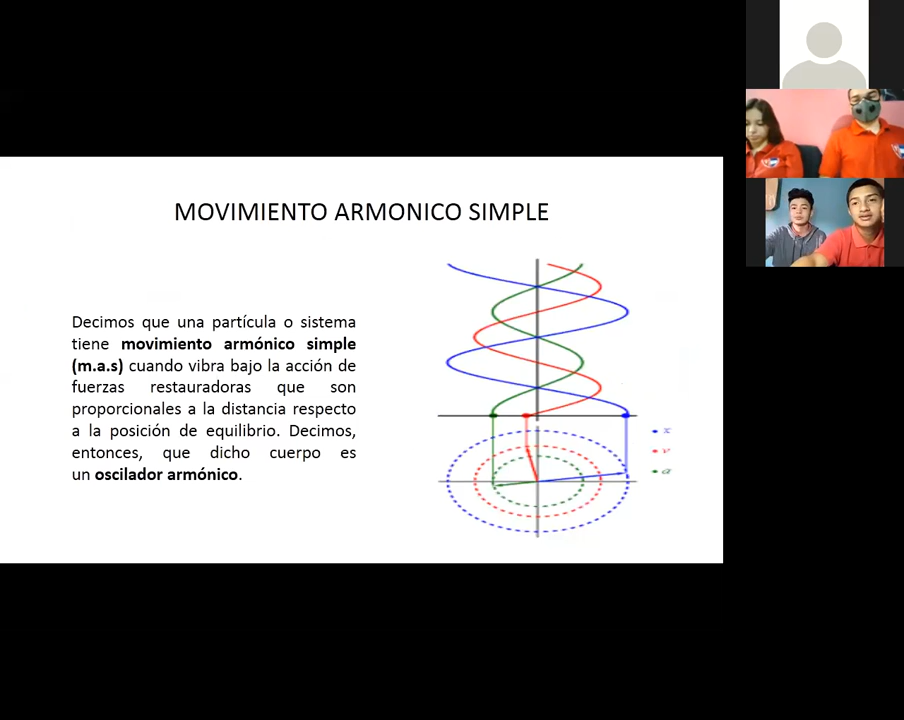 MOVIMIENTO ARMONICO SIMPLE
Decimos que una partícula o sistema
tiene movimiento armónico simple
(m.a.s) cuando vibra bajo la acción de
fuerzas restauradoras que son
proporcionales a la distancia respecto
a la posición de equilibrio. Decimos,
entonces, que dicho cuerpo es
un oscilador armónico.
x
v
a